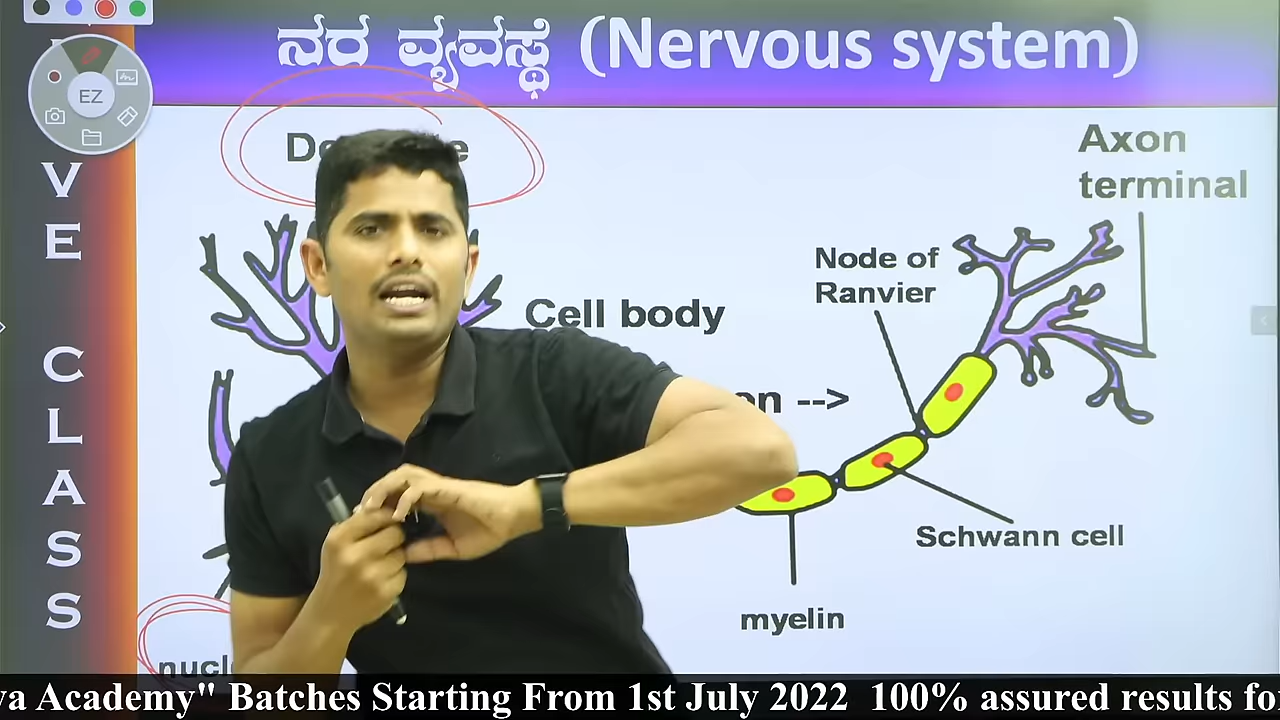 ನರ ವ್ಯವಸ್ಥೆ (Nervous system)
EZ
VE
CLASS
Axon
terminal
Node of
Ranvier
Cell body
-->
Schwann cell
myelin
Academy" Batches Starting From 1st July 2022 100% assured results